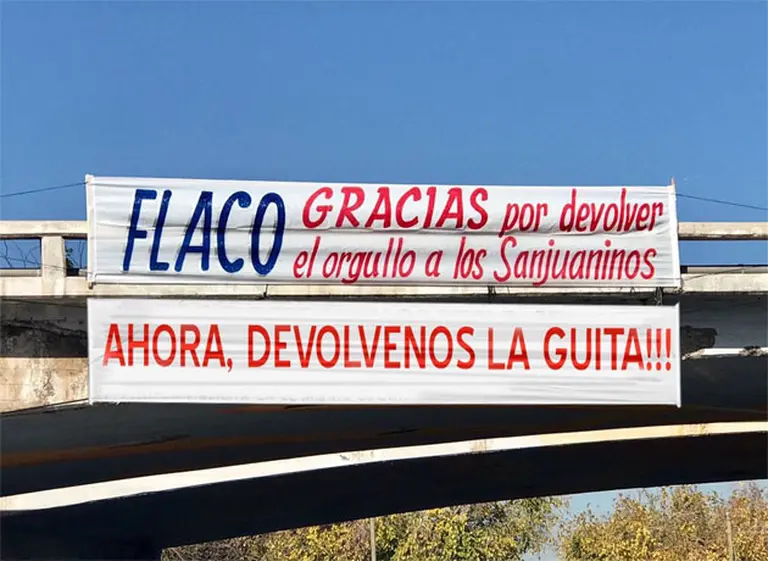 FLACO GRACIAS por devolver
el orgullo a los Sanjuaninos
AHORA, DEVOLVENOS LA GUITA!!!